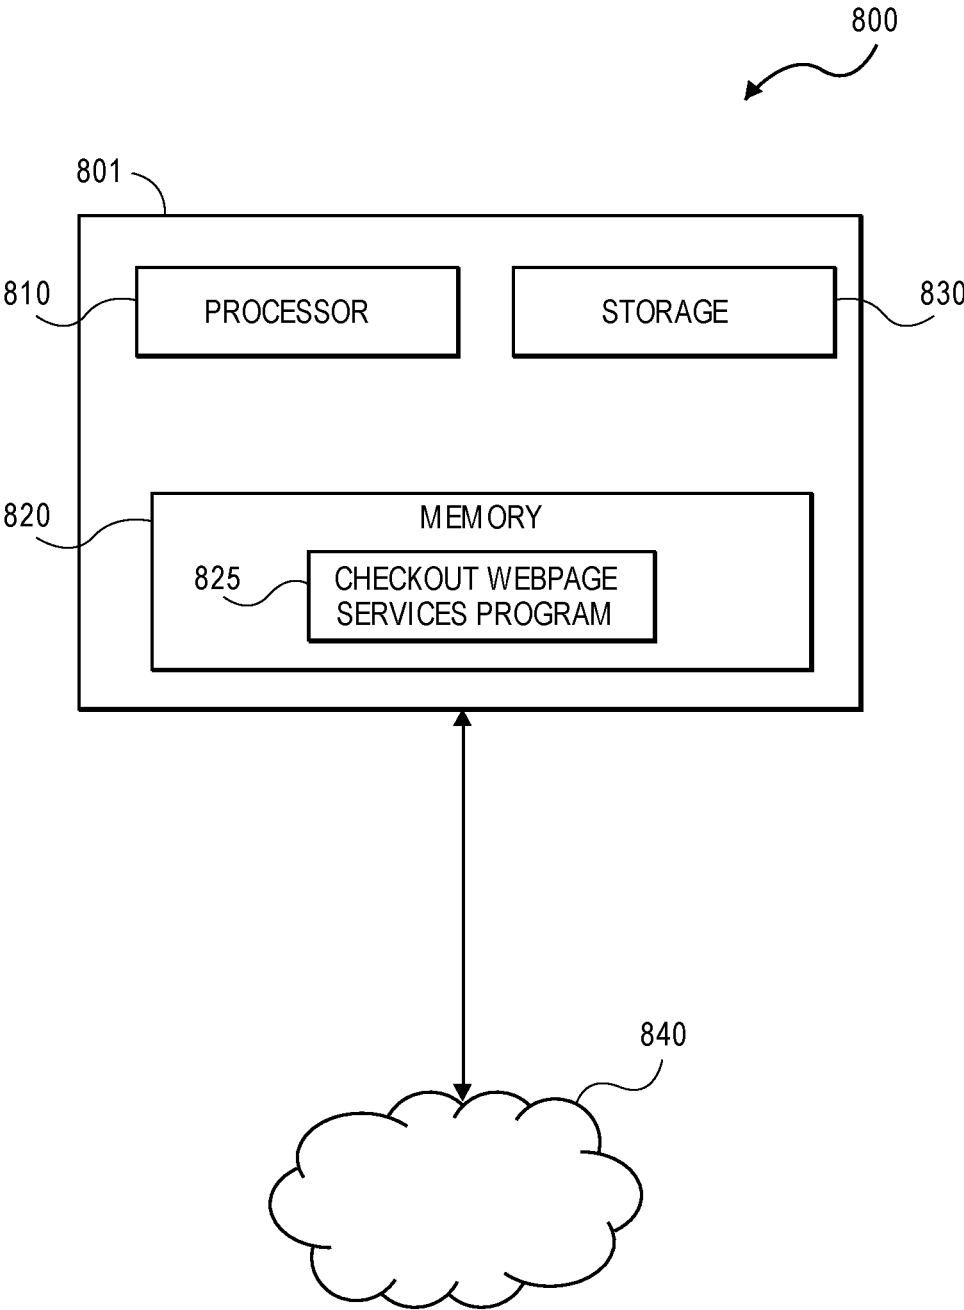 800
801
810
PROCESSOR
STORAGE
830
820
MEMORY
825
CHECKOUT WEBPAGE
SERVICES PROGRAM
840